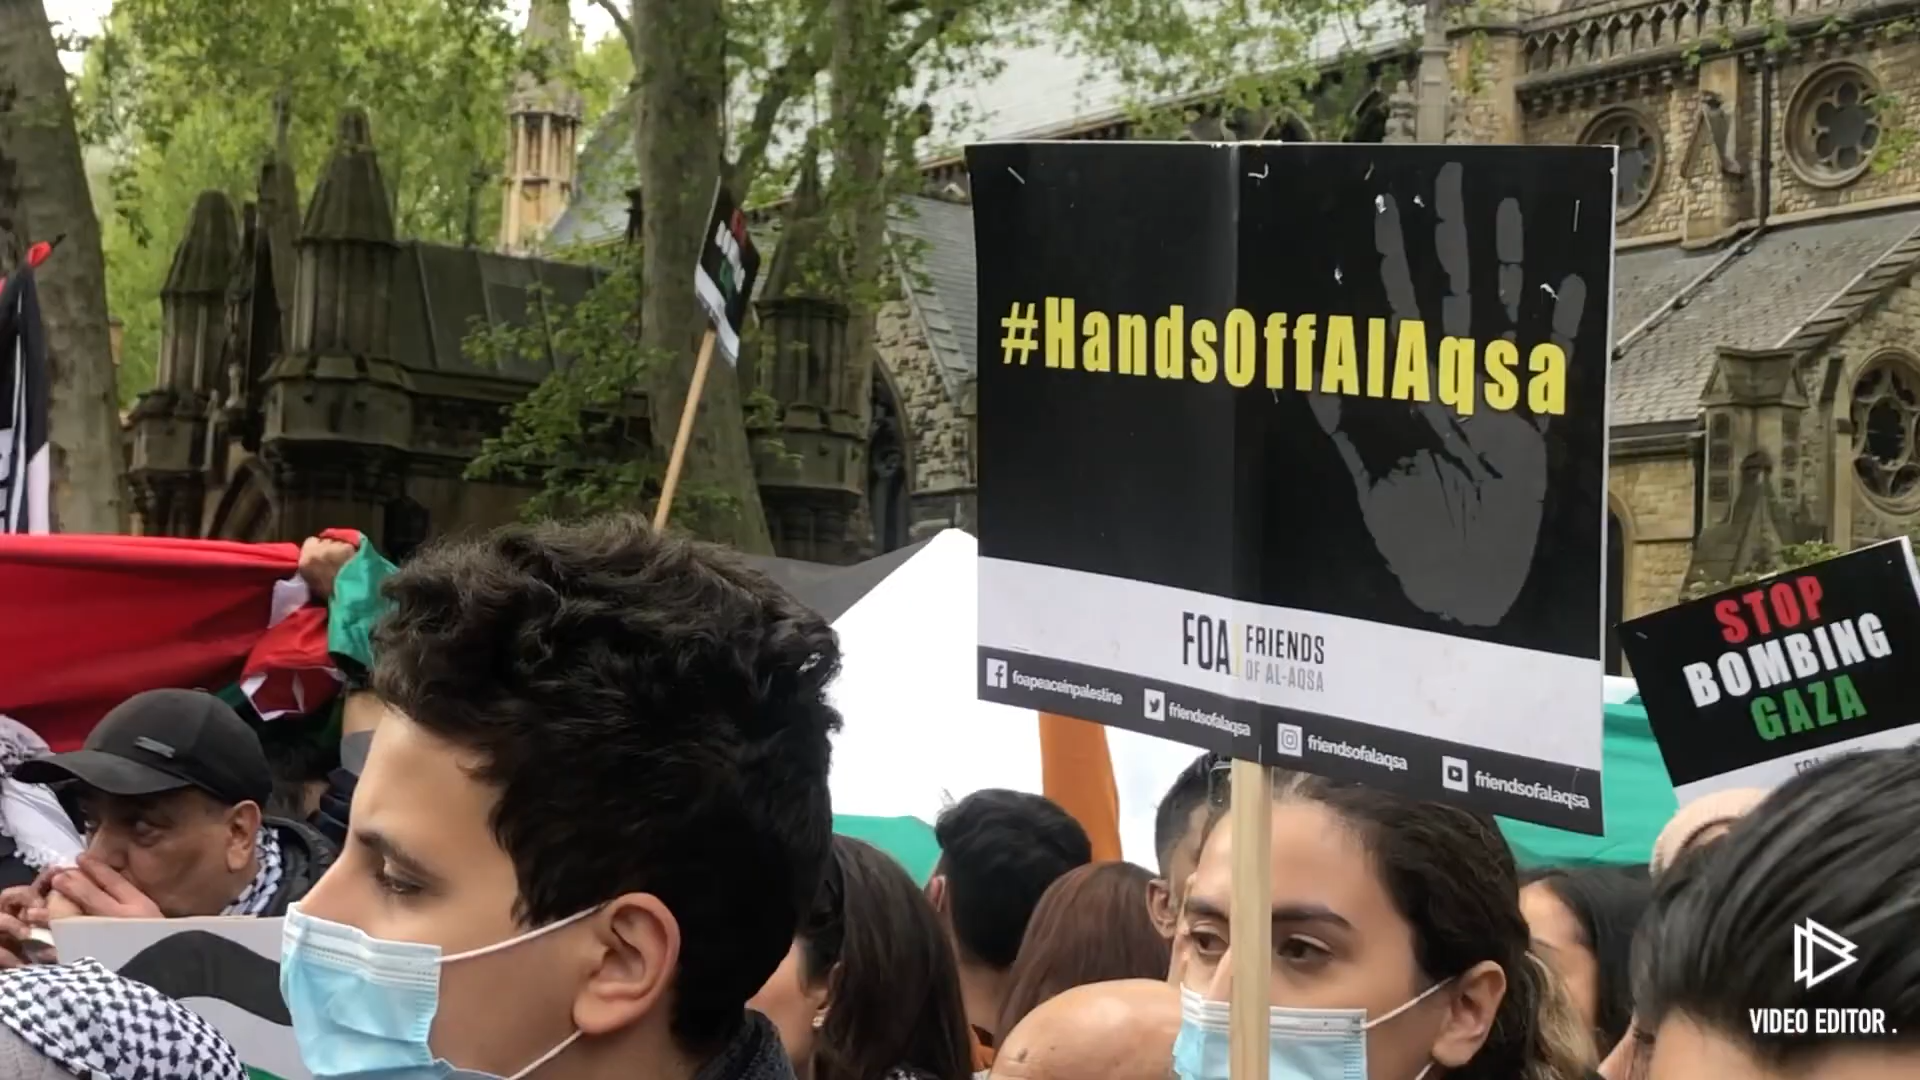 #HandsOffAlAqsa
FOA FRIENDS
OF AL-AQSA
foapeaceinpalestine
friendsofalaqsa
friendsofalaqsa
friendsofalaqsa
STOP
BOMBING
GAZA
VIDEO EDITOR .